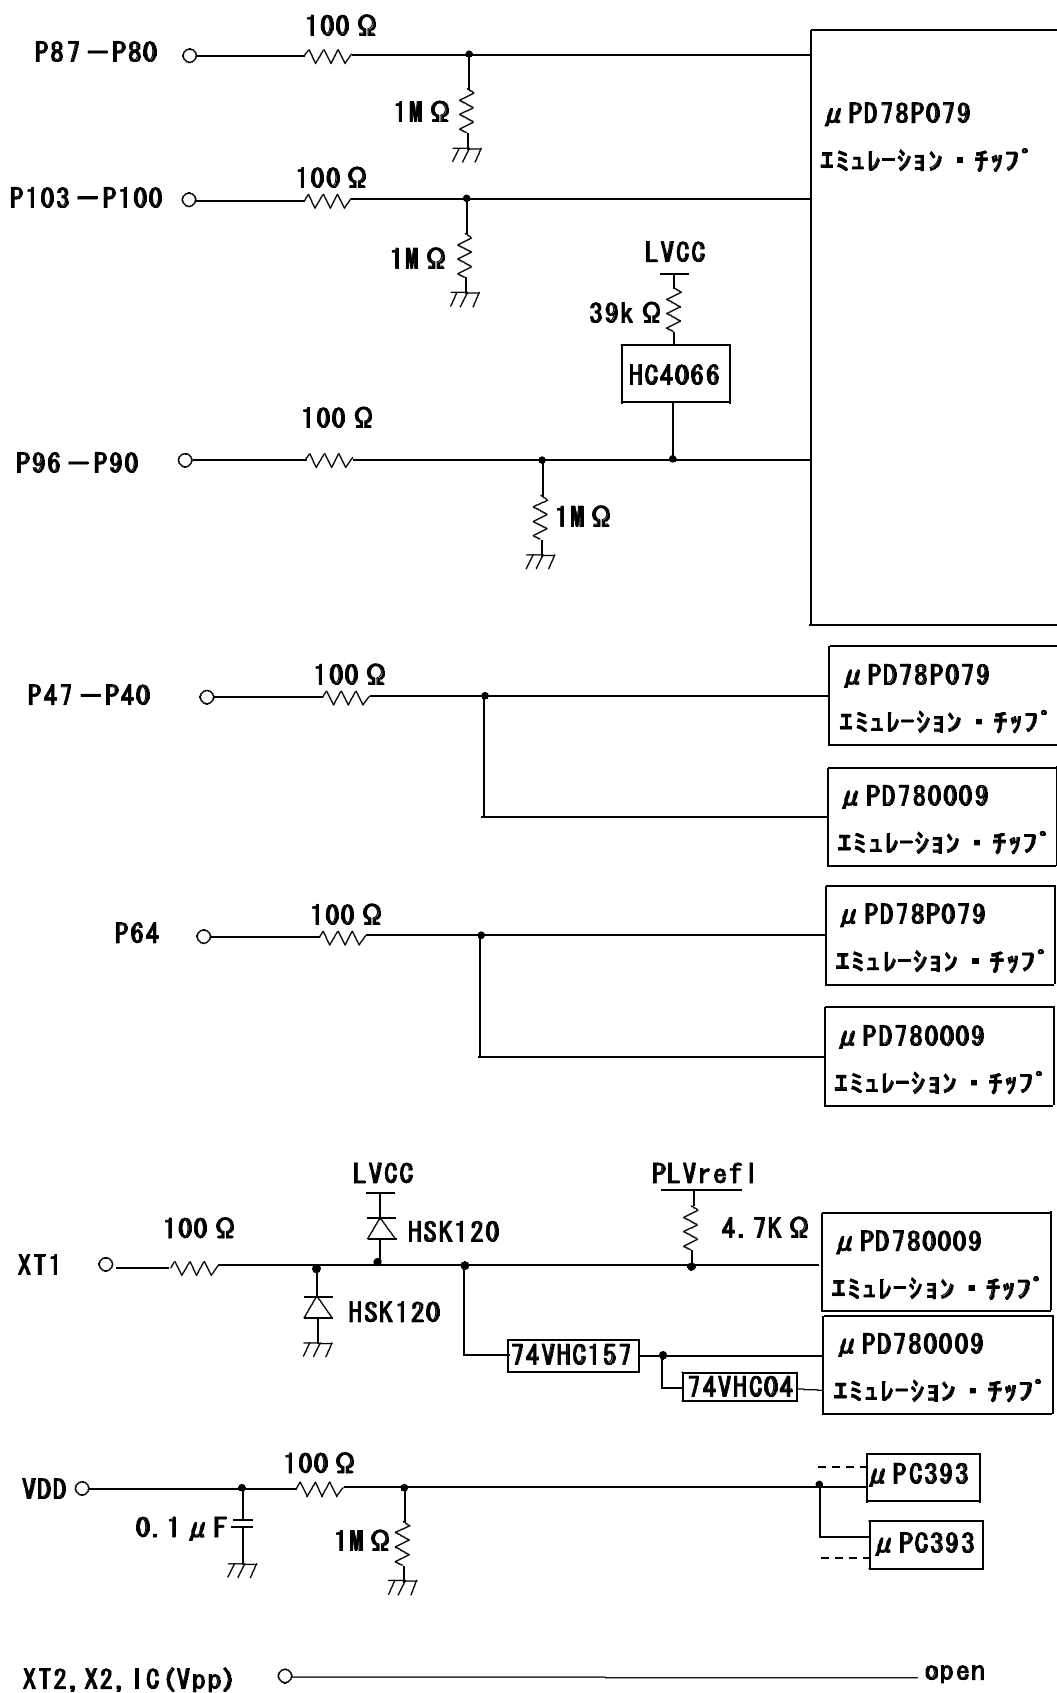 100Ω
P87－P80
1MΩ
μPD78P079
エミュレーション・チップ
100Ω
P103－P100
1MΩ
LVCC
39kΩ
HC4066
100Ω
P96－P90
1MΩ
100Ω
P47－P40
μPD78P079
エミュレーション・チップ
μPD780009
エミュレーション・チップ
100Ω
P64
μPD78P079
エミュレーション・チップ
μPD780009
エミュレーション・チップ
LVCC
PLVrefl
100Ω
HSK120
4.7KΩ
XT1
μPD780009
エミュレーション・チップ
HSK120
74VHC157
μPD780009
74VHC04
エミュレーション・チップ
100Ω
VDD
μPC393
0.1μF
1MΩ
μPC393
XT2,X2,IC(Vpp)
open